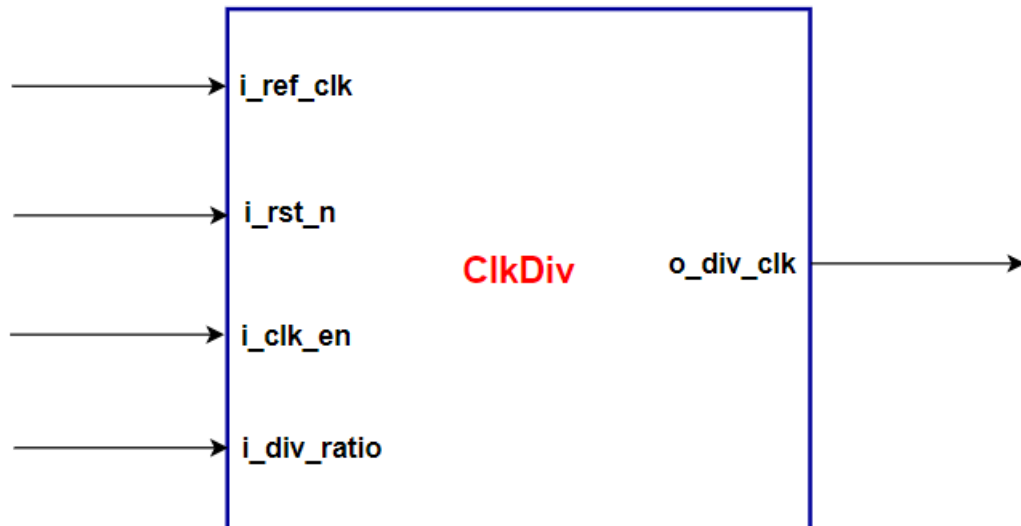 i_ref_clk
i_rst_n
ClkDiv
o_div_clk
i_clk_en
i_div_ratio